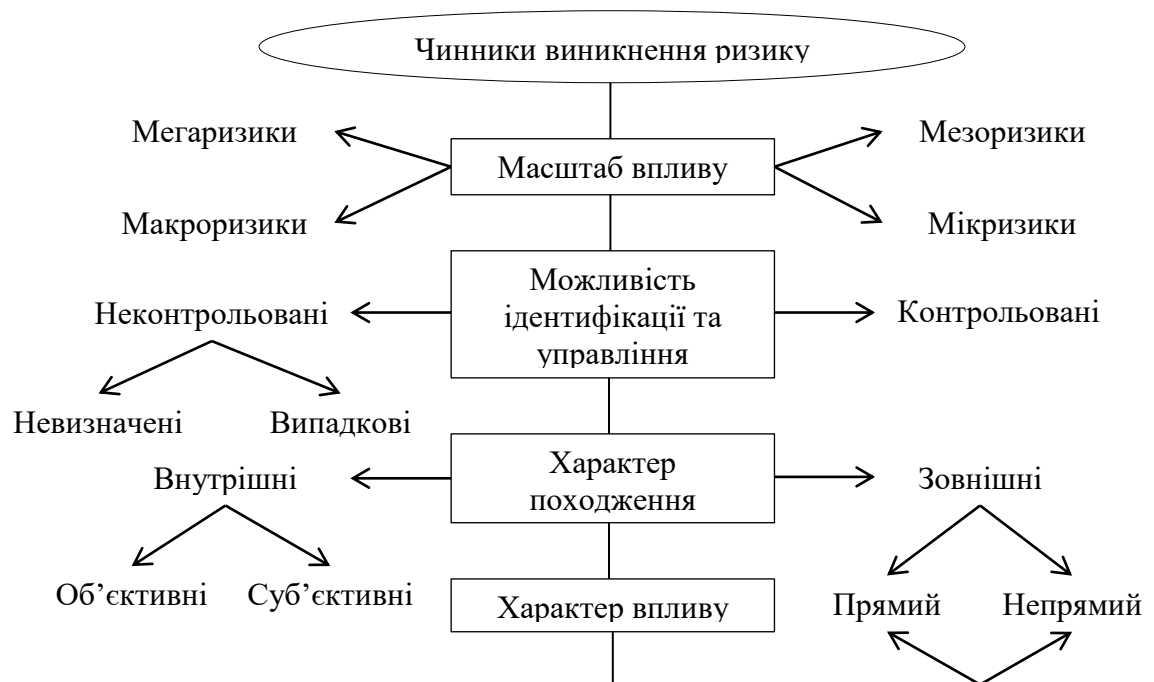 Чинники виникнення ризику
Мегаризики
Мезоризики
Масштаб впливу
Макроризики
Мікризики
Можливість
ідентифікації та
управління
Неконтрольовані
Контрольовані
Невизначені
Випадкові
Характер
походження
Внутрішні
Зовнішні
Об’єктивні
Суб’єктивні
Характер впливу
Прямий
Непрямий